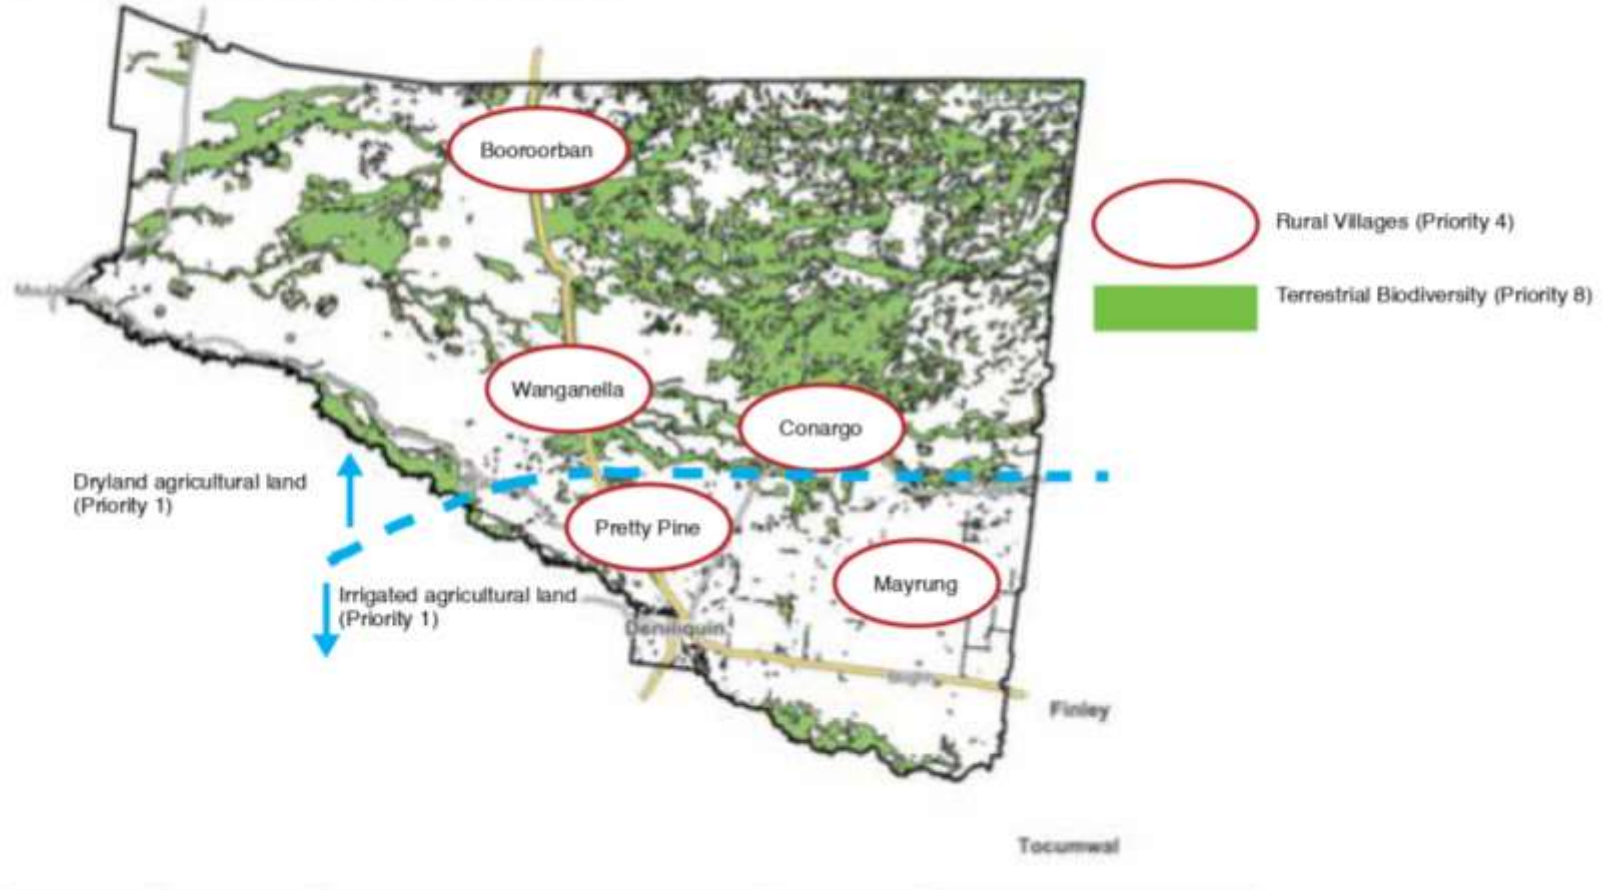 Booroorban
Rural Villages (Priority 4)
Terrestrial Biodiversity (Priority 8)
Wanganella
Conargo
Dryland agricultural land
(Priority 1)
Pretty Pine
Mayrung
Irrigated agricultural land
(Priority 1)
Deniliquin
Finley
Tocumwal